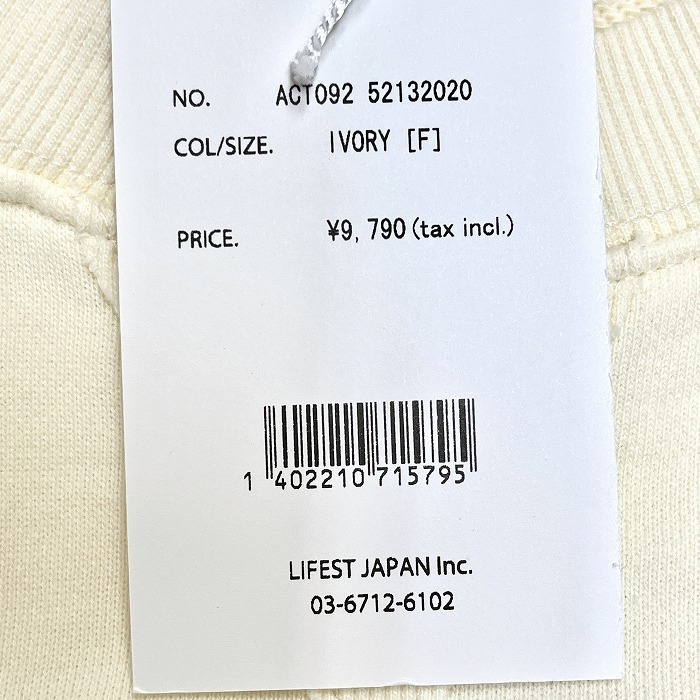 NO. ACT092 52132020
COL/SIZE. IVORY [F]
PRICE. ¥9, 790(tax incl.)
1 402210 715795
LIFEST JAPAN Inc.
03-6712-6102